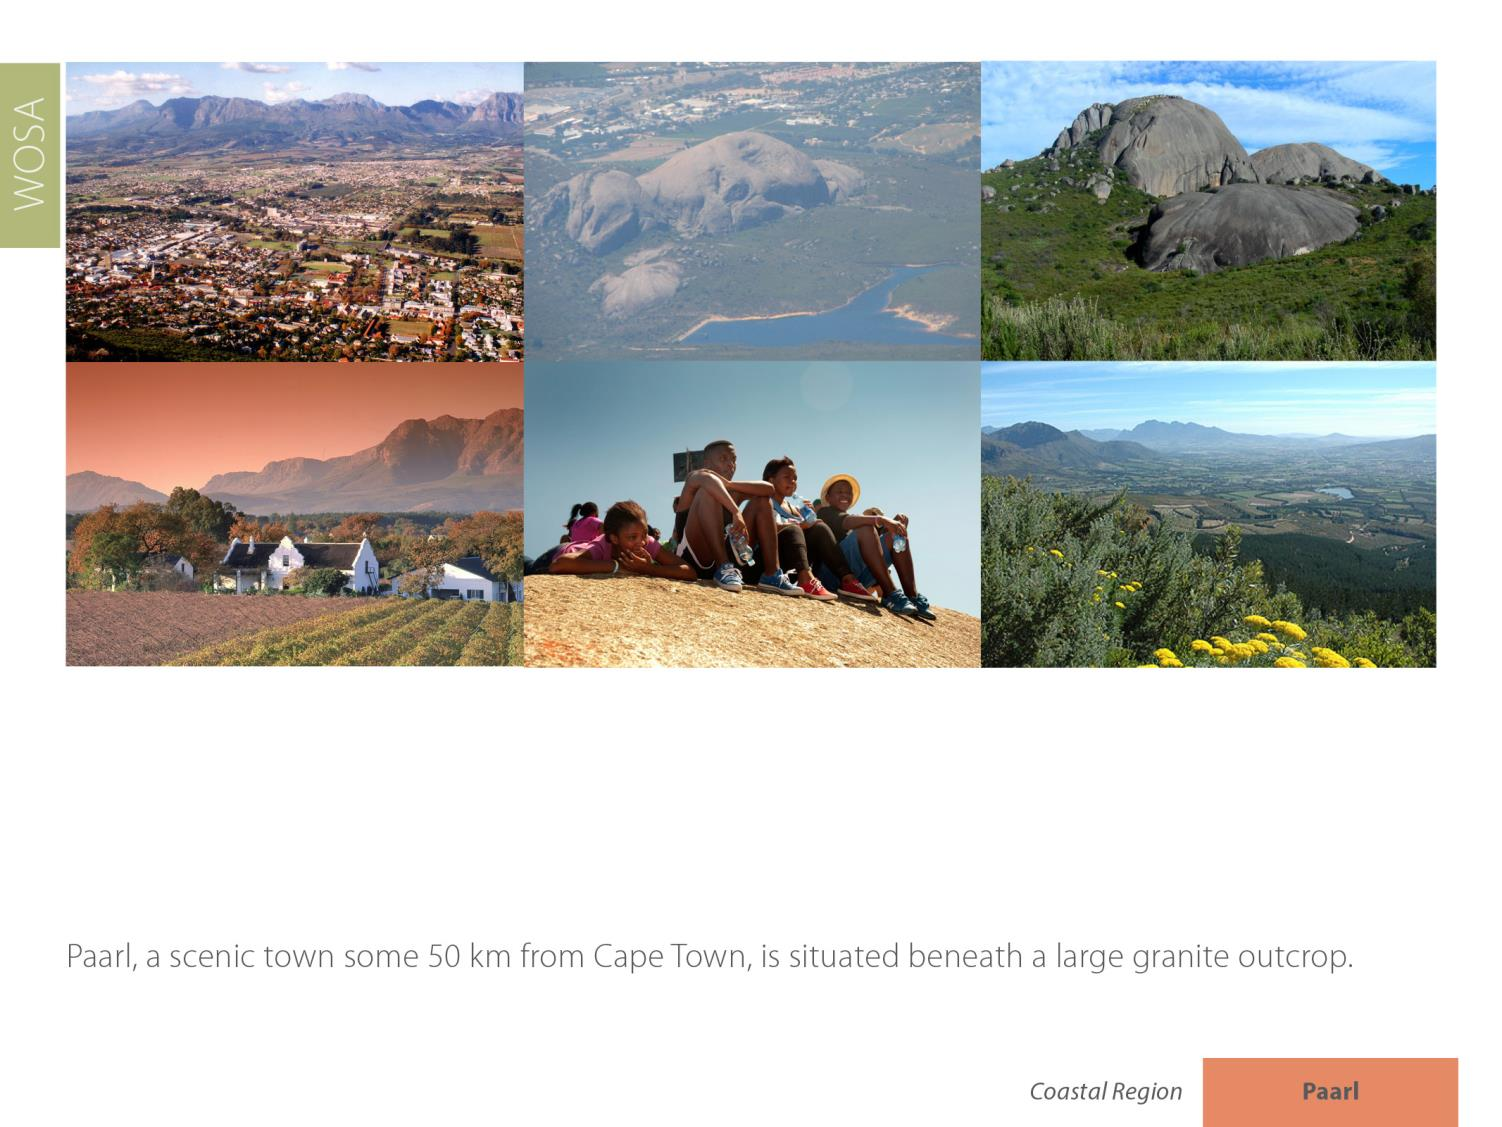 WOSA
Paarl, a scenic town some 50 km from Cape Town, is situated beneath a large granite outcrop.
Coastal Region
Paarl